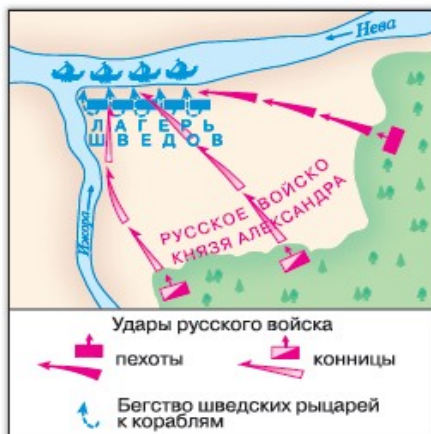 Нева
ЛАГЕРЬ
ШВЕДОВ
Ижора
РУССКОЕ ВОЙСКО
КНЯЗЯ АЛЕКСАНДРА
Удары русского войска
пехоты
конницы
Бегство шведских рыцарей
к кораблям